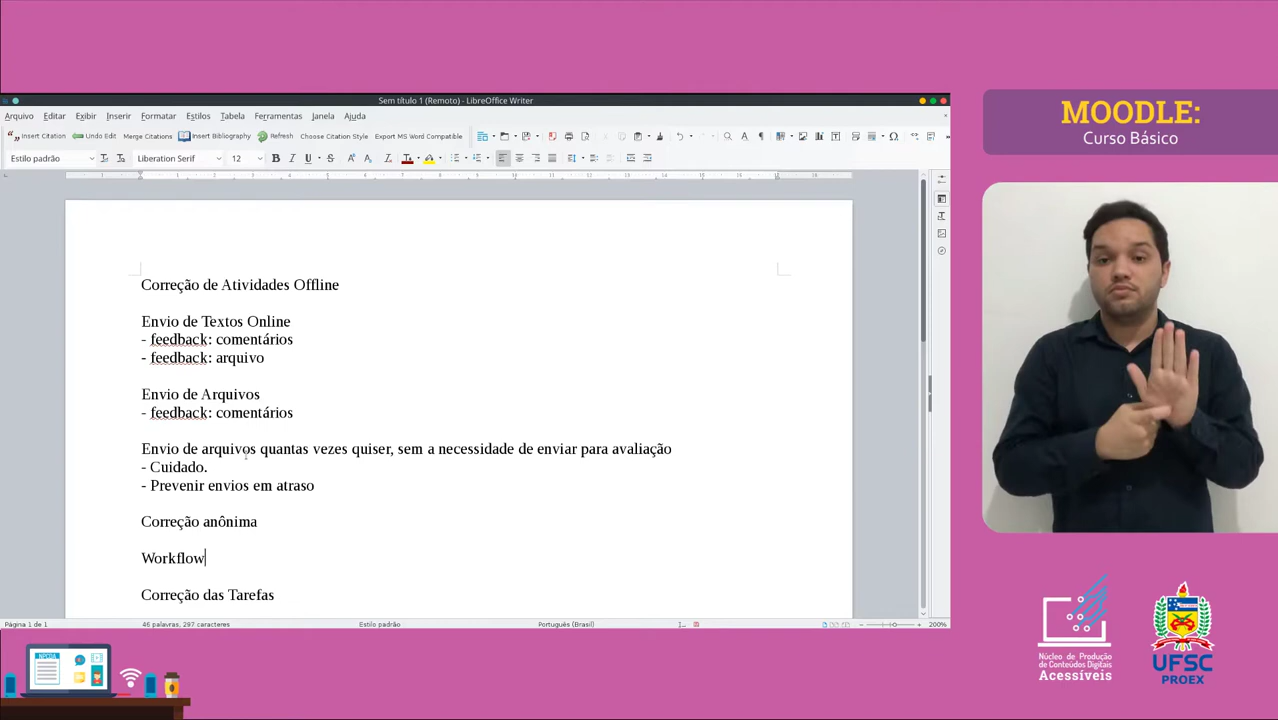 Sem título 1 (Remoto) - LibreOffice Writer
Arquivo Editar Exibir Inserir Formatar Estilos Tabela Ferramentas Janela Ajuda
Insert Citation Undo Edit Merge Citations Insert Bibliography Refresh Choose Citation Style Export MS Word Compatible
Estilo padrão Liberation Serif 12
Correção de Atividades Offline
Envio de Textos Online
- feedback: comentários
- feedback: arquivo
Envio de Arquivos
- feedback: comentários
Envio de arquivos quantas vezes quiser, sem a necessidade de enviar para avaliação
- Cuidado.
- Prevenir envios em atraso
Correção anônima
Workflow
Correção das Tarefas
Página 1 de 1 46 palavras, 297 caracteres Estilo padrão Português (Brasil) 200%
MOODLE:
Curso Básico
Núcleo de Produção
de Conteúdos Digitais
Acessíveis
UFSC
PROEX
NPCDA